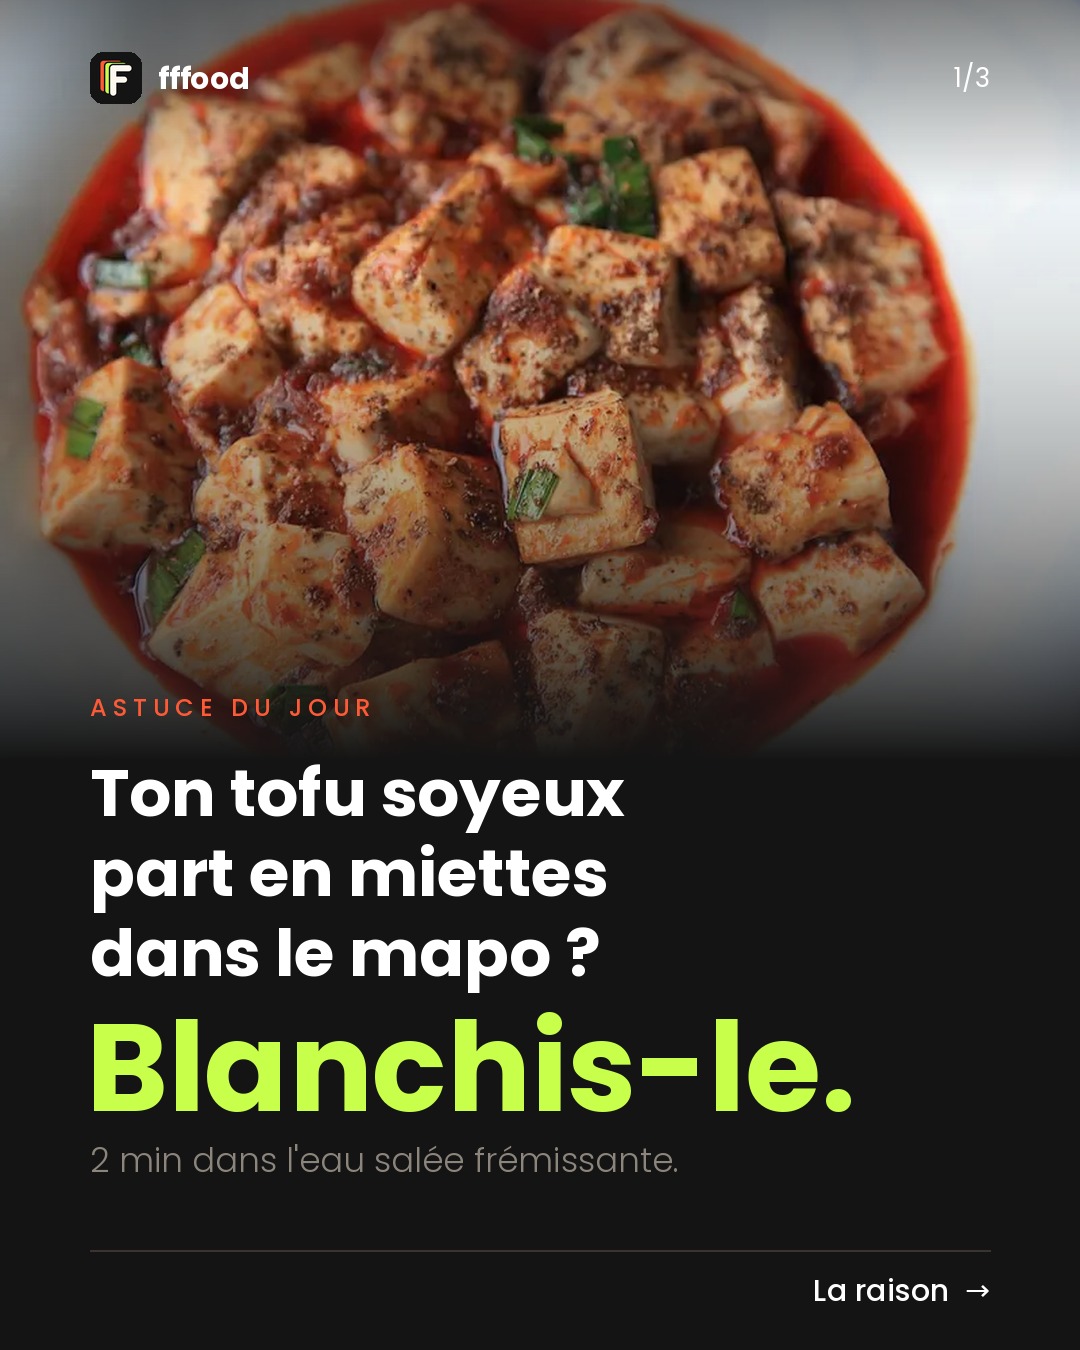 fffood
1/3
ASTUCE DU JOUR
Ton tofu soyeux
part en miettes
dans le mapo ?
Blanchis-le.
2 min dans l'eau salée frémissante.
La raison →